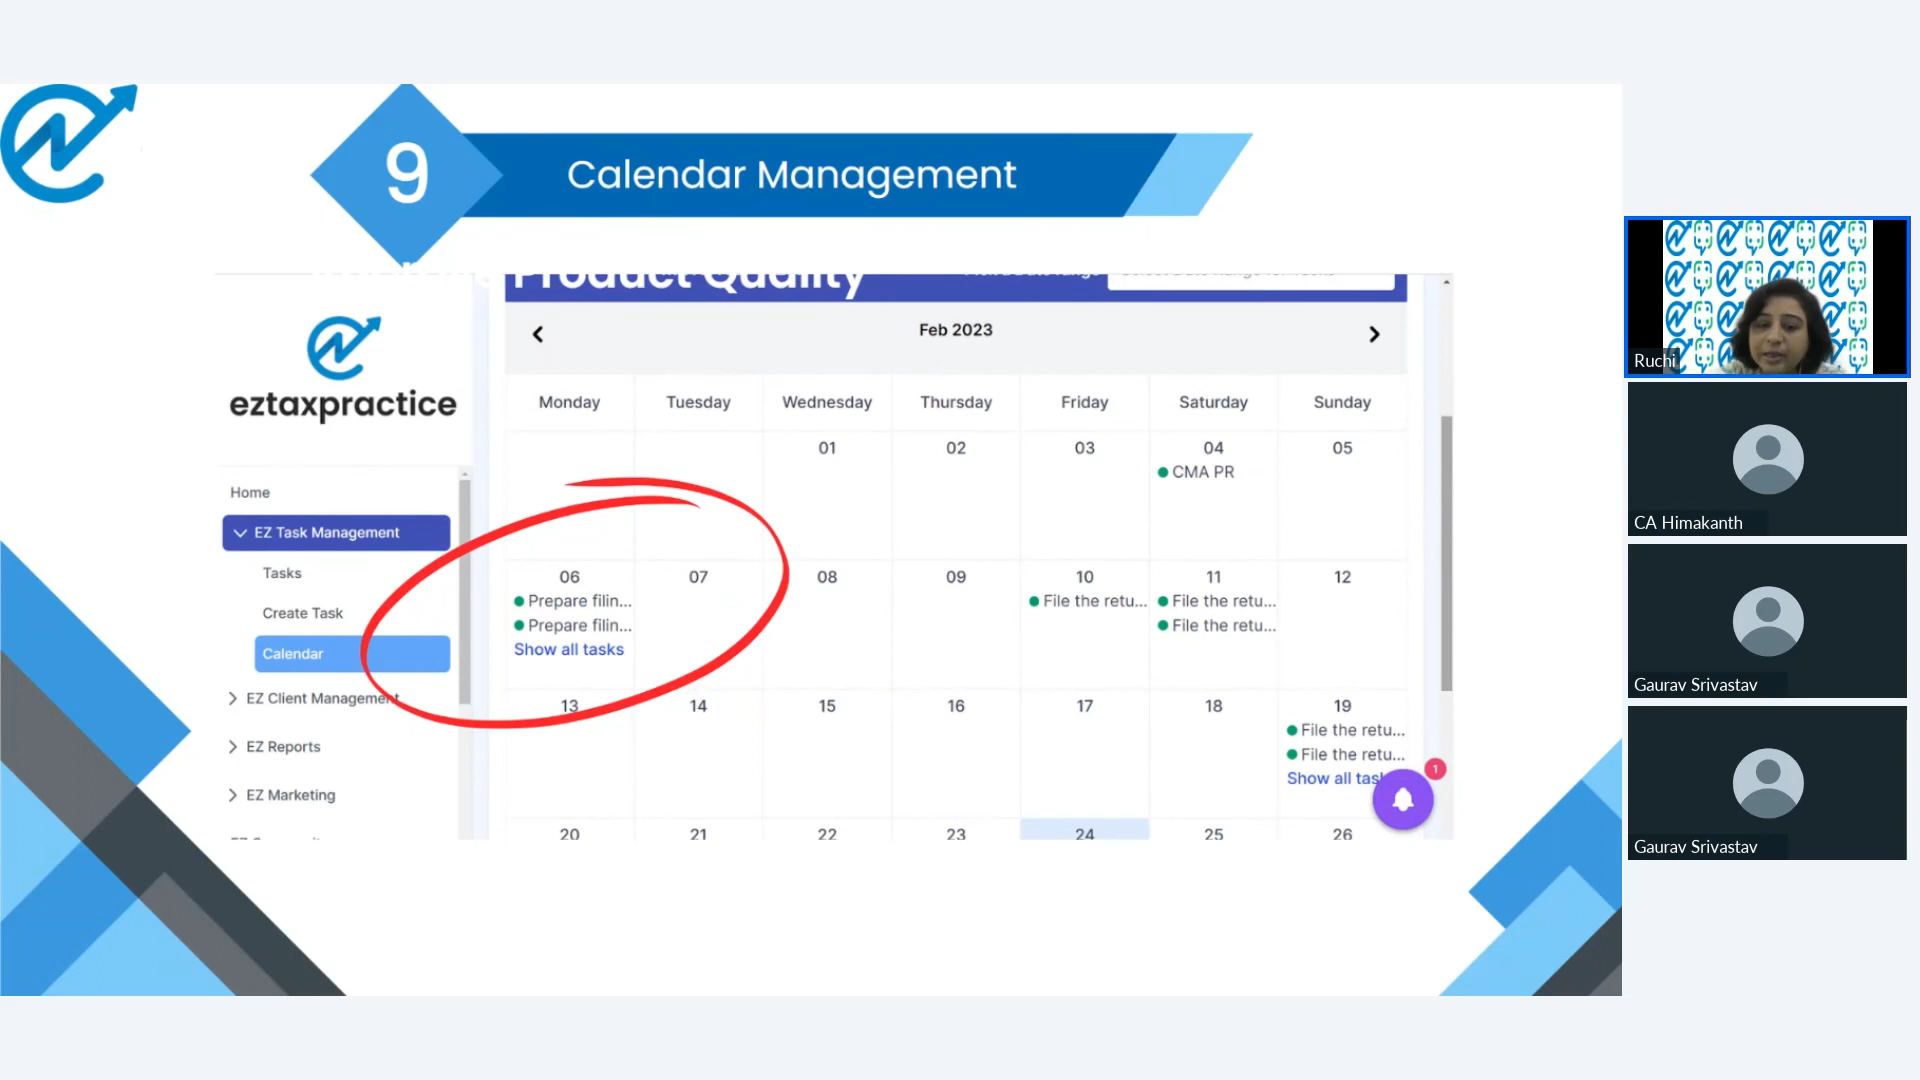 9
Calendar Management
Product Quality
eztaxpractice
Feb 2023
Monday Tuesday Wednesday Thursday Friday Saturday Sunday
01 02 03 04 05
CMA PR
06 07 08 09 10 11 12
Prepare filin... File the retu... File the retu...
Prepare filin... File the retu...
Show all tasks
13 14 15 16 17 18 19
File the retu...
File the retu...
Show all
1
20 21 22 23 24 25 26
Home
EZ Task Management
Tasks
Create Task
Calendar
EZ Client Management
EZ Reports
EZ Marketing
Ruchi
CA Himakanth
Gaurav Srivastav
Gaurav Srivastav